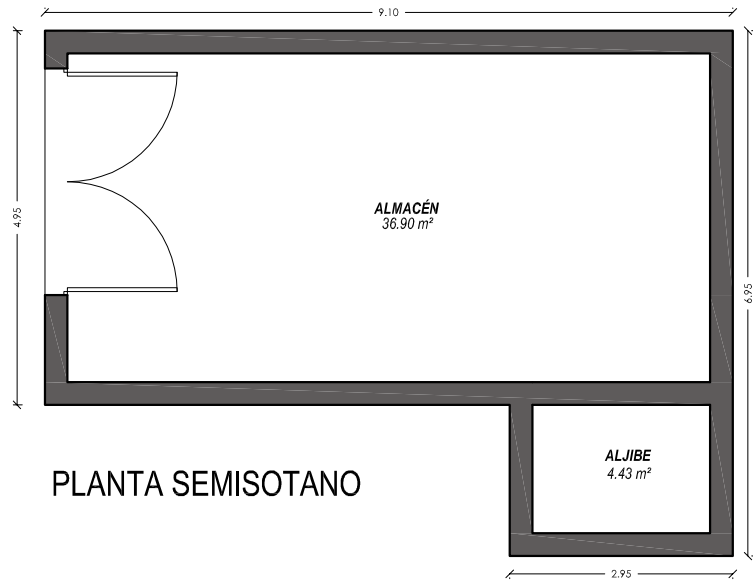 9.10
4.95
ALMACÉN
36.90 m²
6.95
ALJIBE
4.43 m²
PLANTA SEMISOTANO
2.95